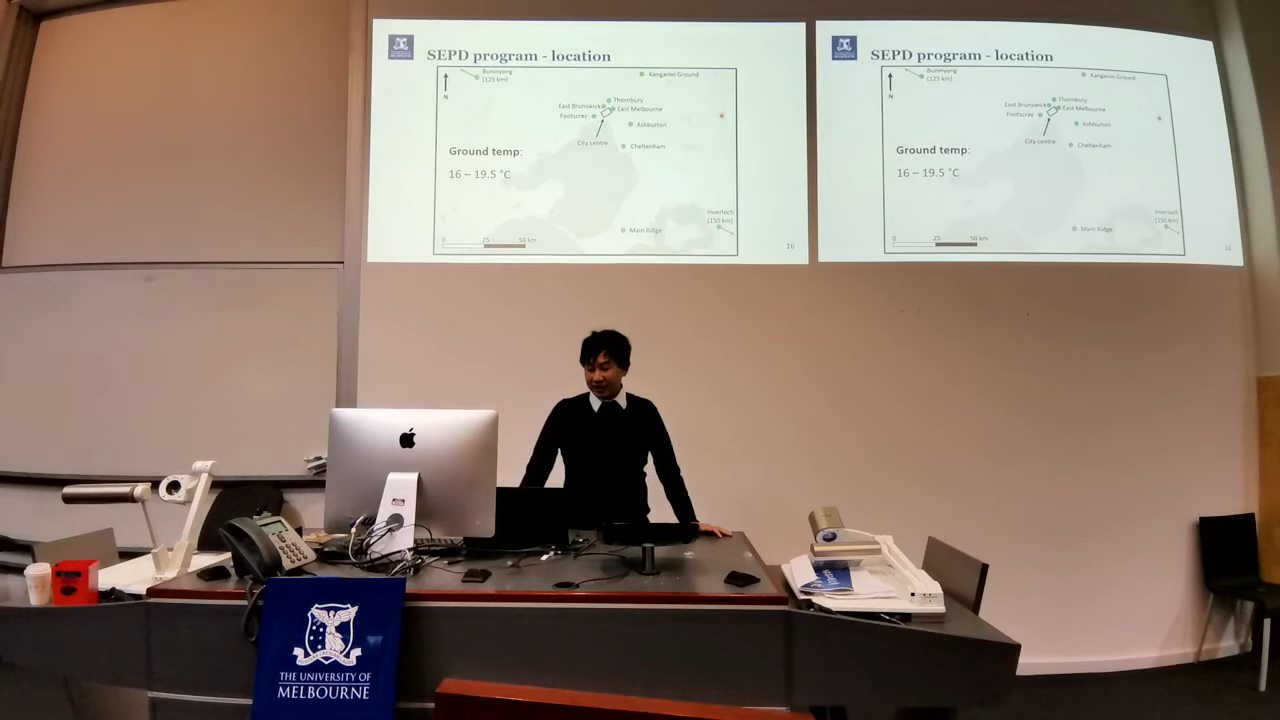 SEPD program - location
Buninyong
(125 km)
Kangaroo Ground
N
Thornbury
East Brunswick
East Melbourne
Footscray
Ashburton
City centre
Cheltenham
Ground temp:
16 – 19.5 °C
Inverloch
(150 km)
Main Ridge
0 25 50 km
16
SEPD program - location
Buninyong
(125 km)
Kangaroo Ground
N
Thornbury
East Brunswick
East Melbourne
Footscray
Ashburton
City centre
Cheltenham
Ground temp:
16 – 19.5 °C
Inverloch
(150 km)
Main Ridge
0 25 50 km
16
THE UNIVERSITY OF
MELBOURNE